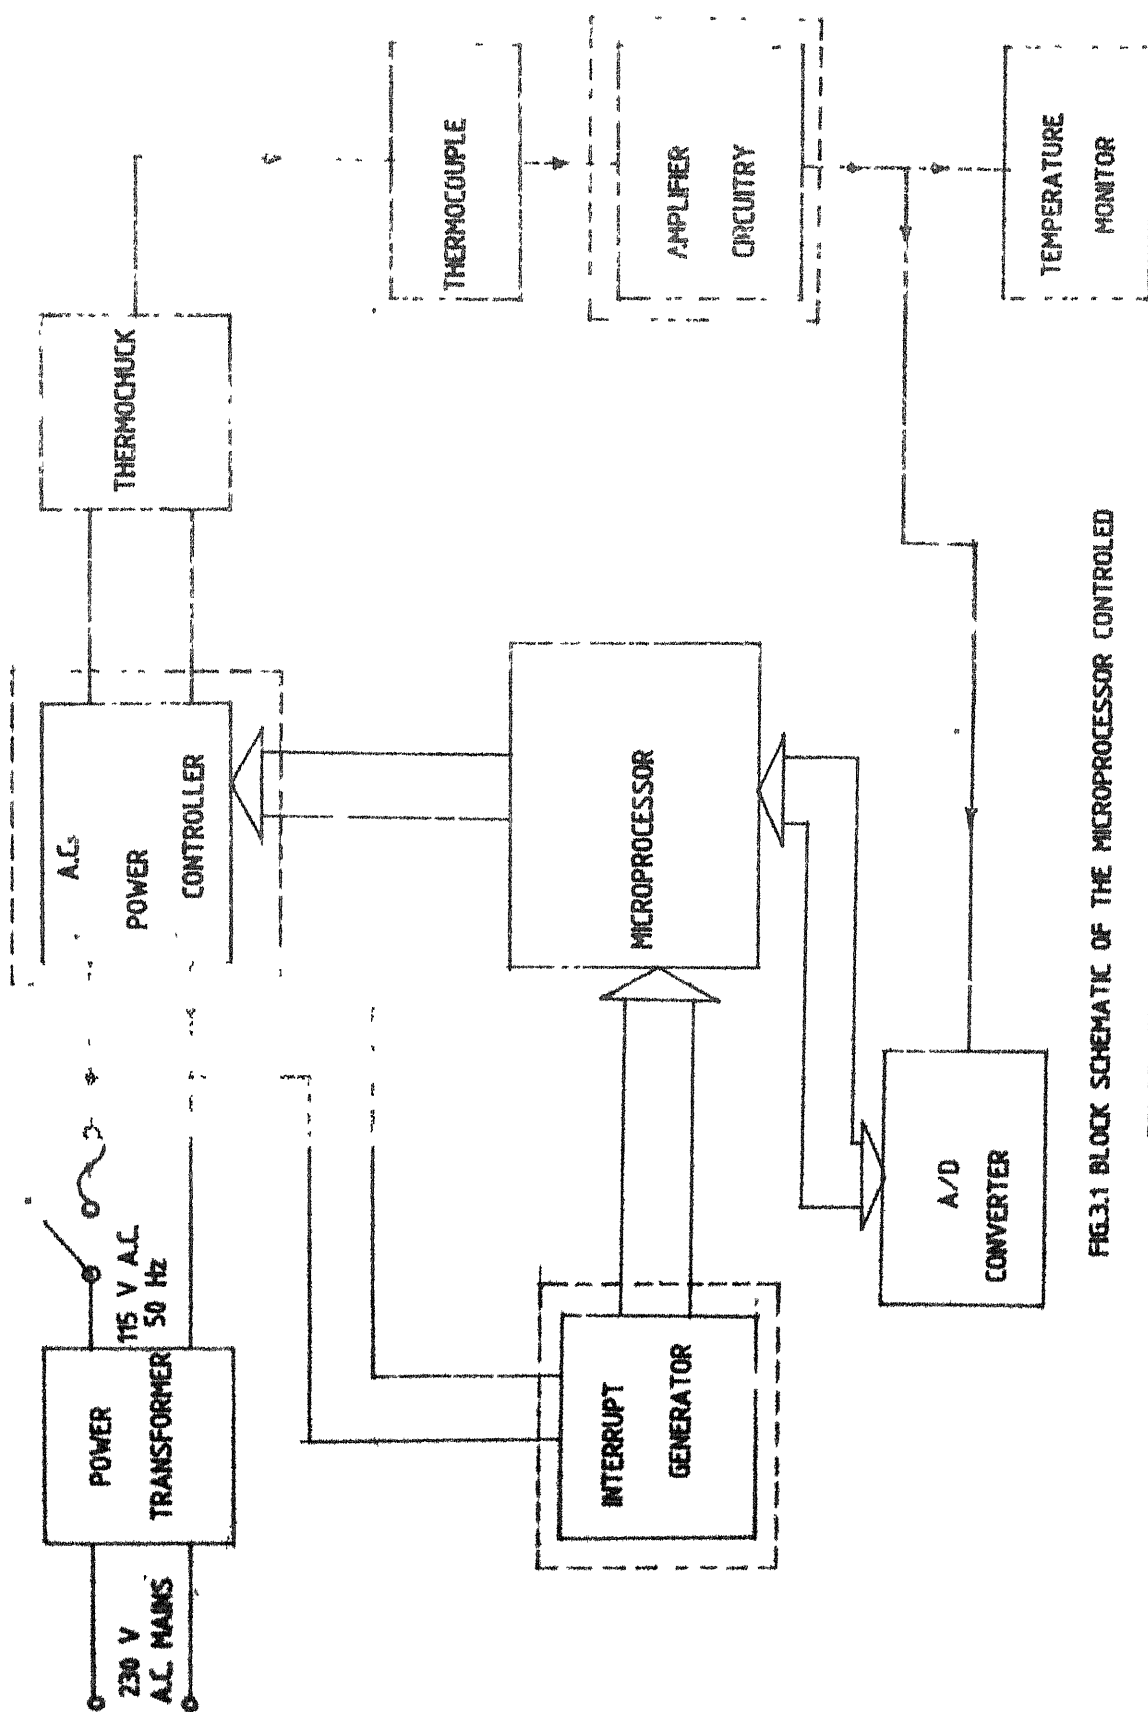 230 V
A.C. MAINS
POWER
TRANSFORMER
115 V A.C.
50 Hz
A.C.
POWER
CONTROLLER
THERMOCHUCK
THERMOCOUPLE
AMPLIFIER
CIRCUITRY
TEMPERATURE
MONITOR
INTERRUPT
GENERATOR
MICROPROCESSOR
A/D
CONVERTER
FIG.3.1 BLOCK SCHEMATIC OF THE MICROPROCESSOR CONTROLED